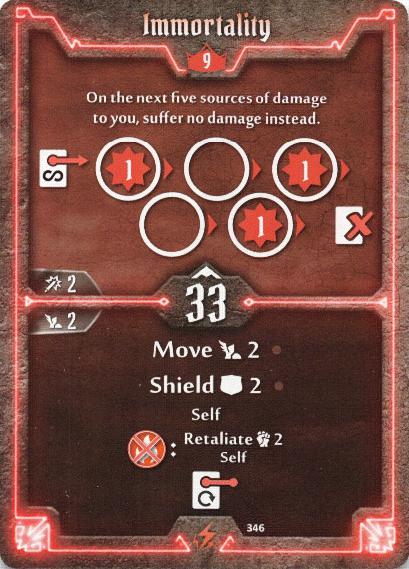 Immortality
9
On the next five sources of damage
to you, suffer no damage instead.
S
1
1
1
2
33
2
Move 2
Shield 2
Self
: Retaliate 2
Self
346